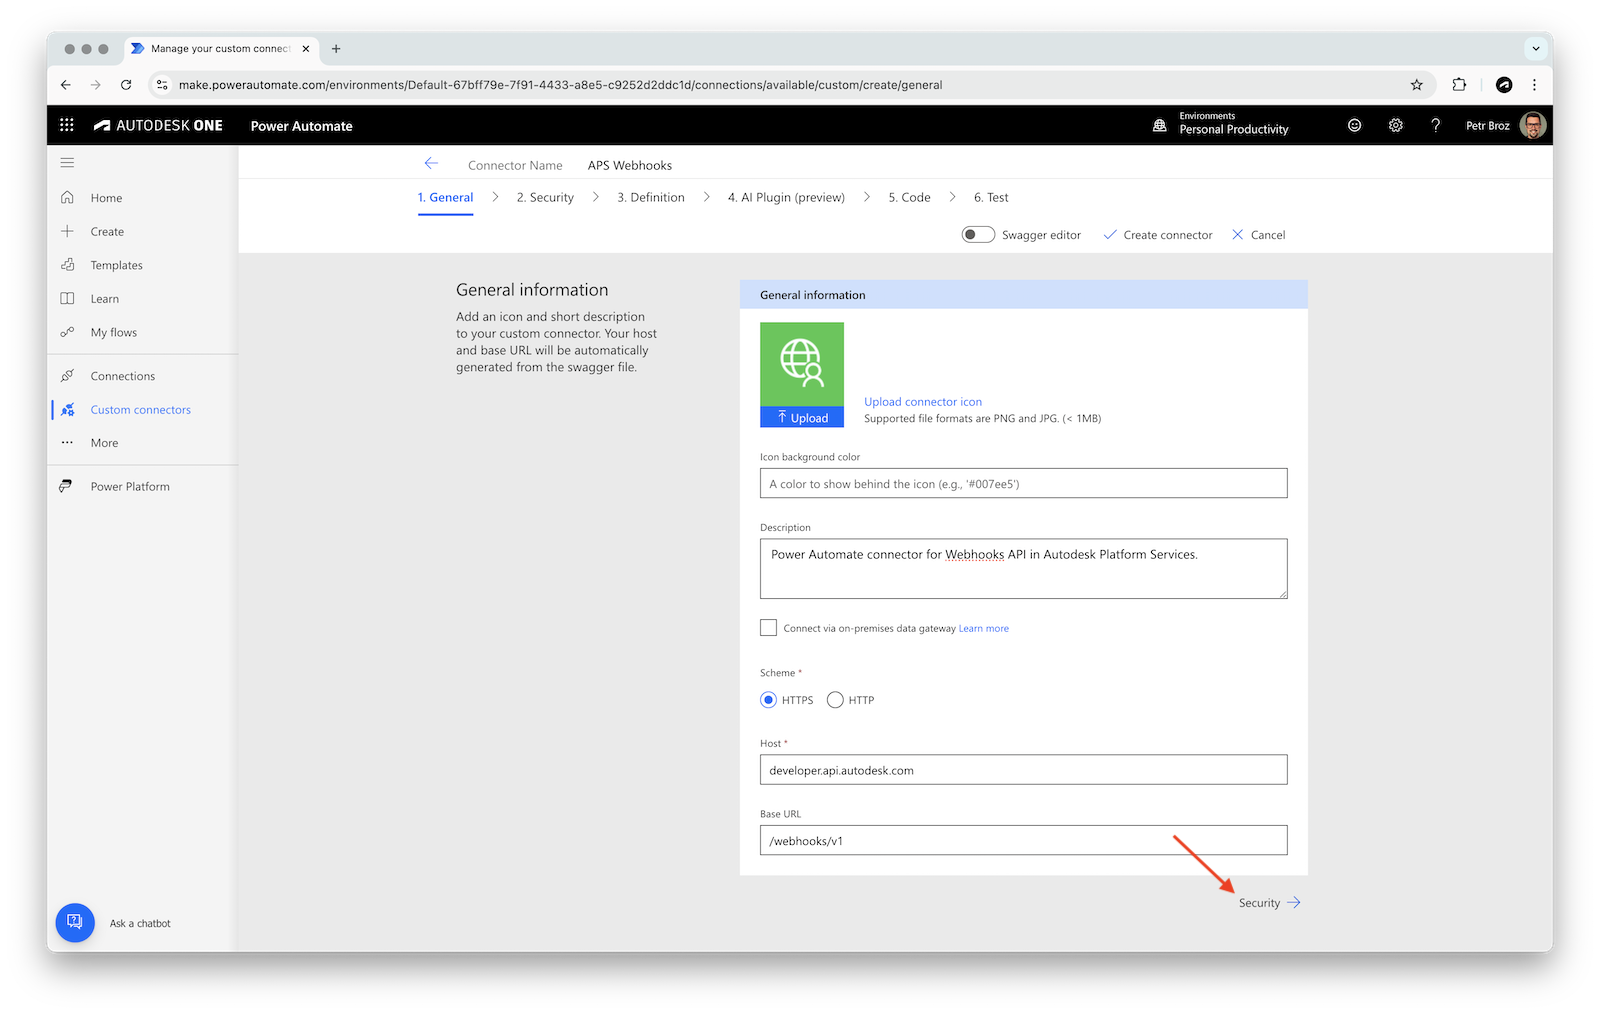 Manage your custom connect
make.powerautomate.com/environments/Default-67bff79e-7f91-4433-a8e5-c9252d2ddc1d/connections/available/custom/create/general
AUTODESK ONE
Power Automate
Environments
Personal Productivity
?
Petr Broz
Connector Name
APS Webhooks
1. General
2. Security
3. Definition
4. AI Plugin (preview)
5. Code
6. Test
Swagger editor
Create connector
Cancel
Home
Create
Templates
Learn
My flows
Connections
Custom connectors
More
Power Platform
Ask a chatbot
General information
Add an icon and short description
to your custom connector. Your host
and base URL will be automatically
generated from the swagger file.
General information
Upload
Upload connector icon
Supported file formats are PNG and JPG. (< 1MB)
Icon background color
A color to show behind the icon (e.g., '#007ee5')
Description
Power Automate connector for Webhooks API in Autodesk Platform Services.
Connect via on-premises data gateway Learn more
Scheme *
HTTPS
HTTP
Host *
developer.api.autodesk.com
Base URL
/webhooks/v1
Security